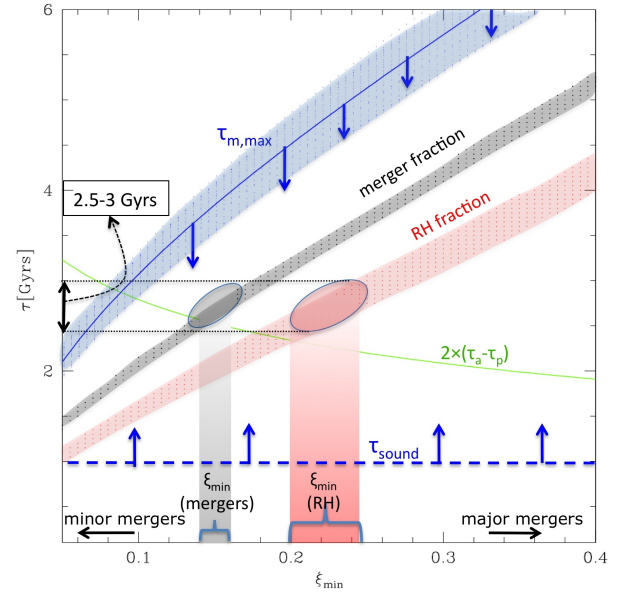 6
τm,max
merger fraction
2.5-3 Gyrs
4
RH fraction
τ[Gyrs]
2×(τa-τp)
2
τsound
ξmin
(mergers)
ξmin
(RH)
minor mergers
major mergers
0.1
0.2
0.3
0.4
ξmin